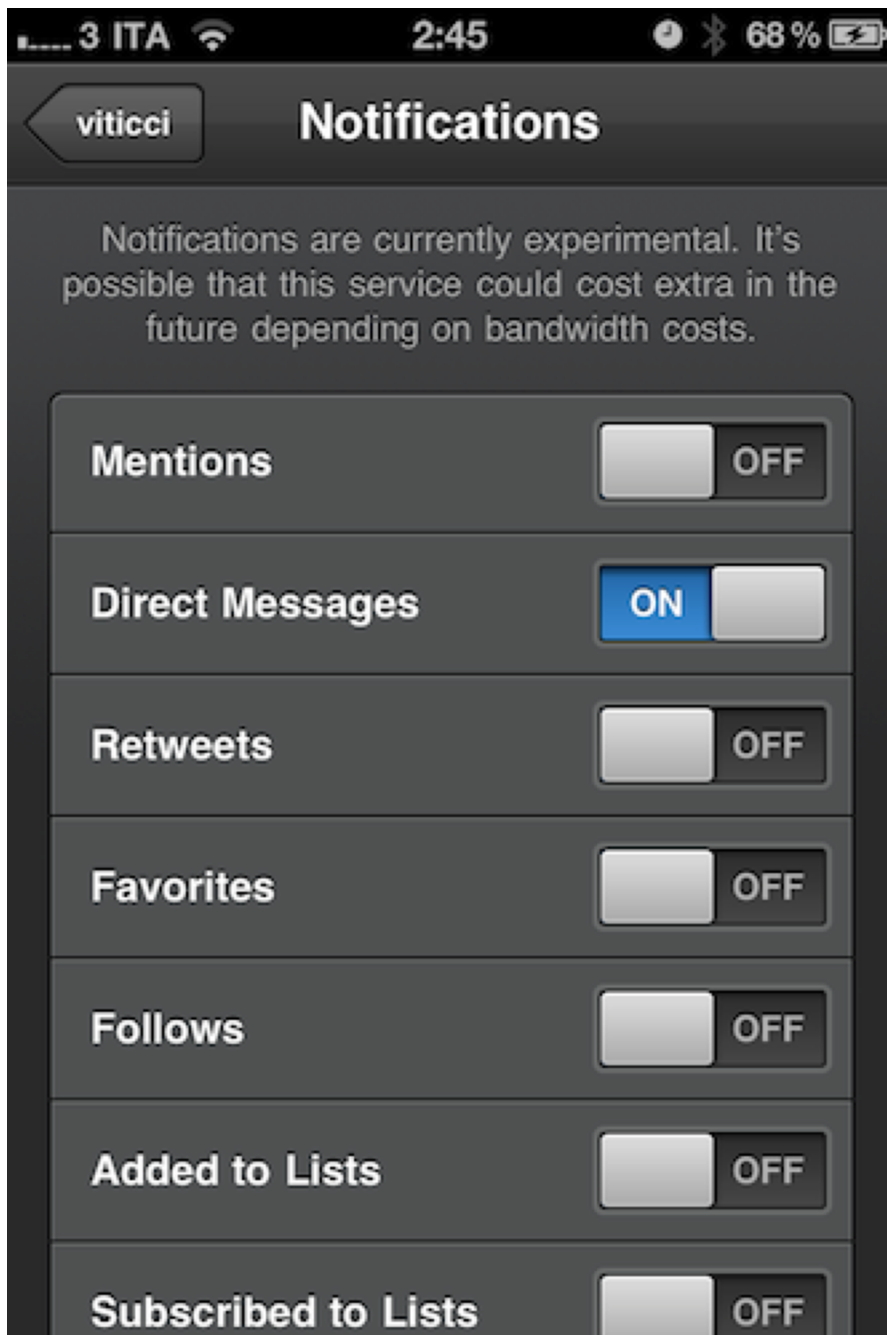 3 ITA 2:45 68%
viticci Notifications
Notifications are currently experimental. It's
possible that this service could cost extra in the
future depending on bandwidth costs.
Mentions OFF
Direct Messages ON
Retweets OFF
Favorites OFF
Follows OFF
Added to Lists OFF
Subscribed to Lists OFF